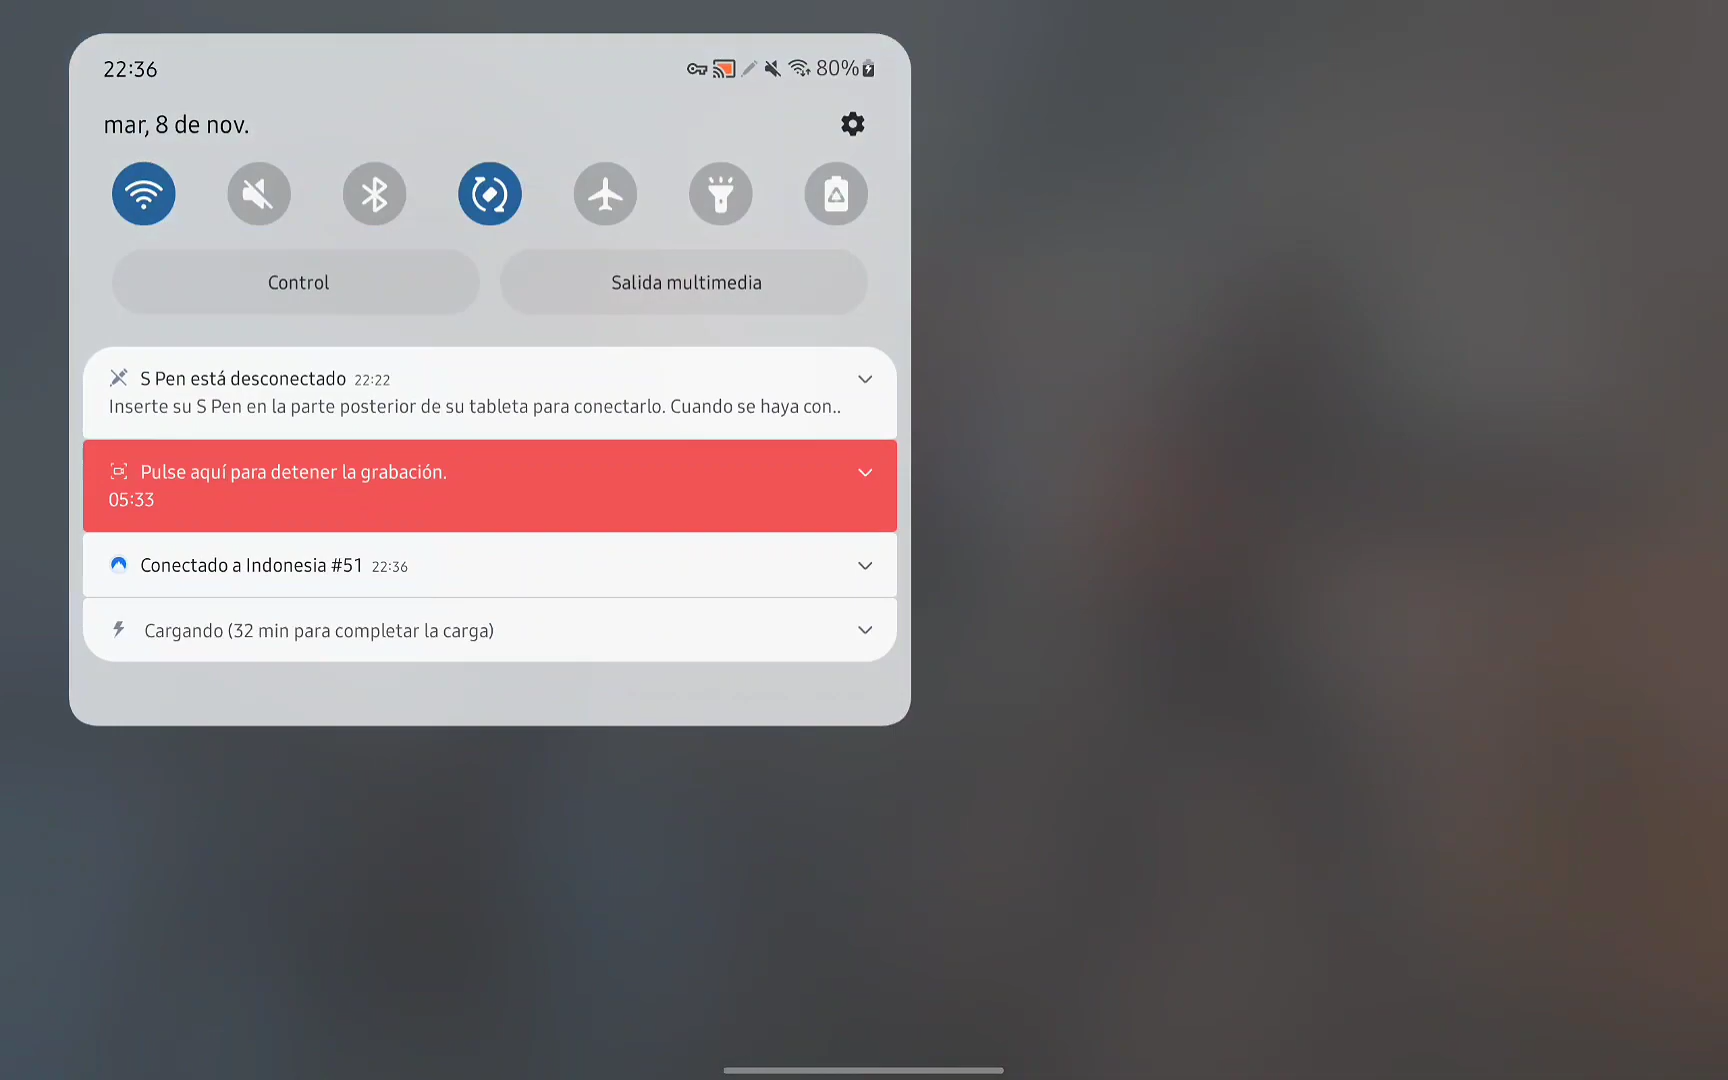 22:36
80%
mar, 8 de nov.
Control
Salida multimedia
S Pen está desconectado 22:22
Inserte su S Pen en la parte posterior de su tableta para conectarlo. Cuando se haya con..
Pulse aquí para detener la grabación.
05:33
Conectado a Indonesia #51 22:36
Cargando (32 min para completar la carga)